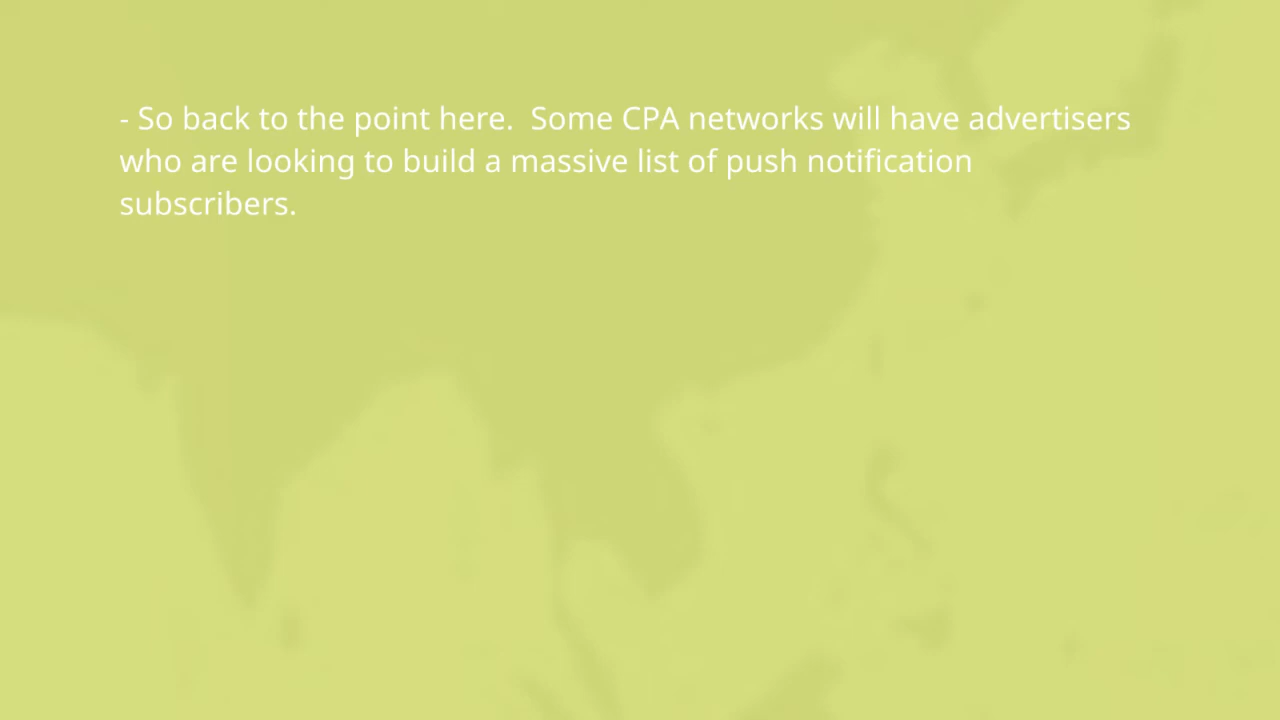 - So back to the point here.  Some CPA networks will have advertisers
who are looking to build a massive list of push notification
subscribers.